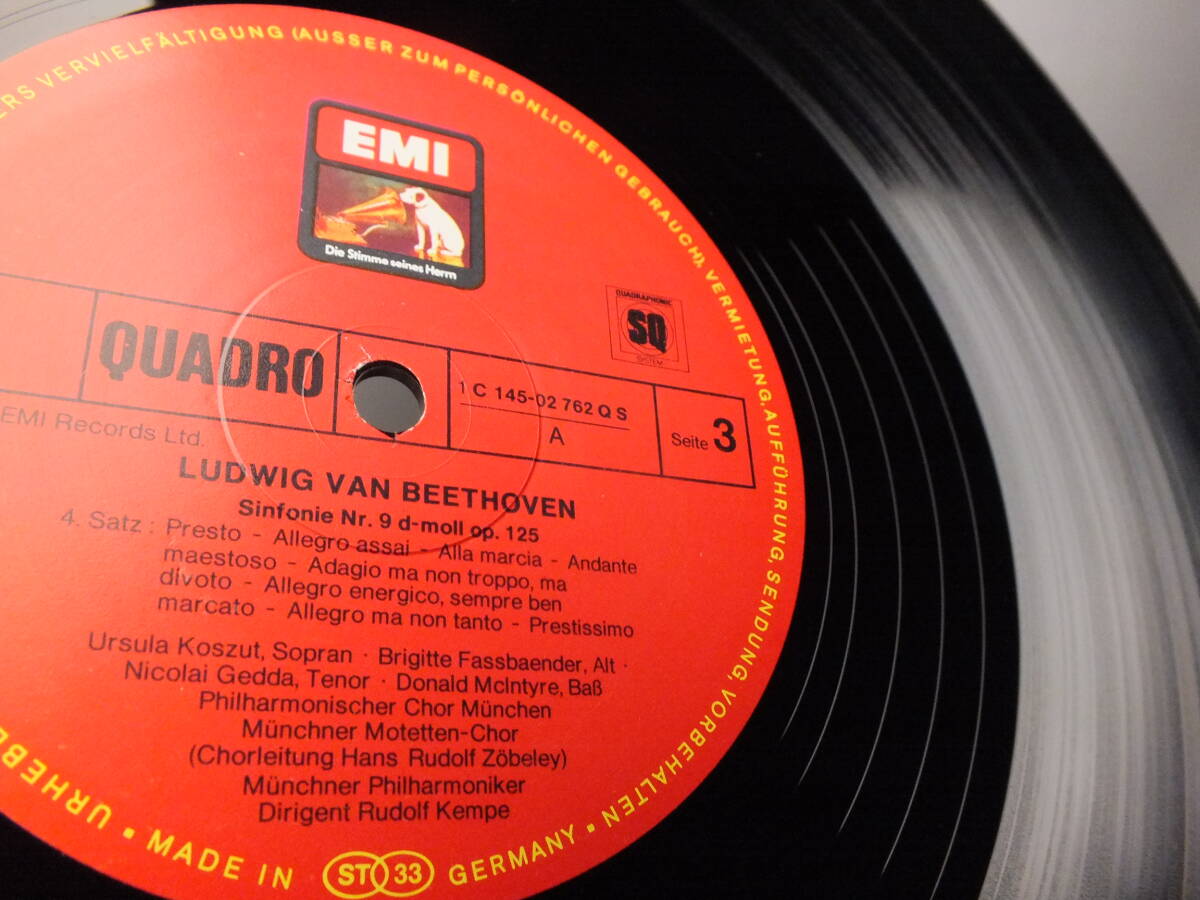 ERS VERVIELFÄLTIGUNG (AUSSER ZUM PERSÖNLICHEN GEBRAUCH), VERMIETUNG, AUFFÜHRUNG, SENDUNG, VORBEHALTEN
EMI
Die Stimme seines Herrn
QUADRAPHONIC
SQ
SYSTEM
QUADRO
1 C 145-02 762 Q S
A
Seite 3
EMI Records Ltd.
LUDWIG VAN BEETHOVEN
Sinfonie Nr. 9 d-moll op. 125
4. Satz : Presto - Allegro assai - Alla marcia - Andante
maestoso - Adagio ma non troppo, ma
divoto - Allegro energico, sempre ben
marcato - Allegro ma non tanto - Prestissimo
Ursula Koszut, Sopran · Brigitte Fassbaender, Alt ·
Nicolai Gedda, Tenor · Donald McIntyre, Baß
Philharmonischer Chor München
Münchner Motetten-Chor
(Chorleitung Hans Rudolf Zöbeley)
Münchner Philharmoniker
Dirigent Rudolf Kempe
URHEBE
· MADE IN ST 33 GERMANY ·